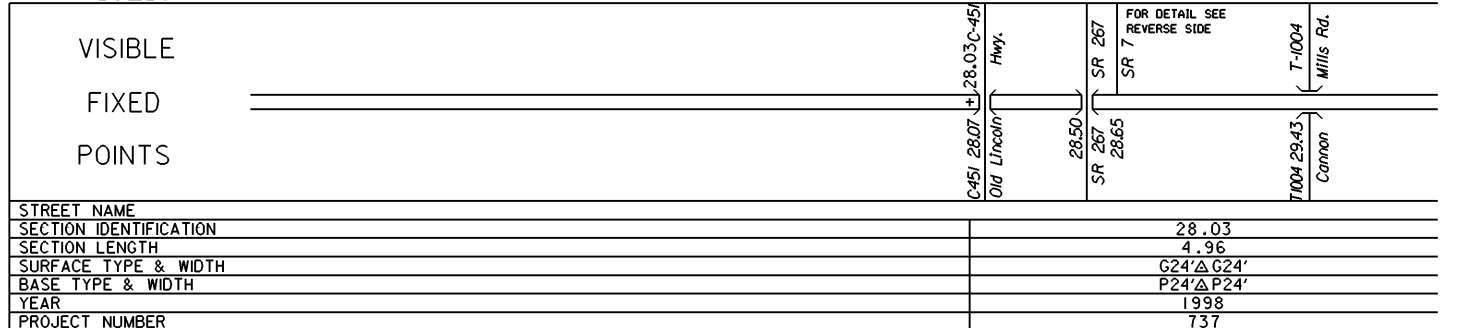 VISIBLE
FIXED
POINTS
+ 28.03 C-451
Hwy.
SR 267
SR 7
FOR DETAIL SEE
REVERSE SIDE
T-1004
Mills Rd.
C451 28.07
Old Lincoln
28.50
SR 267
28.65
T1004 29.43
Cannon
STREET NAME
SECTION IDENTIFICATION 28.03
SECTION LENGTH 4.96
SURFACE TYPE & WIDTH G24'△G24'
BASE TYPE & WIDTH P24'△P24'
YEAR 1998
PROJECT NUMBER 737